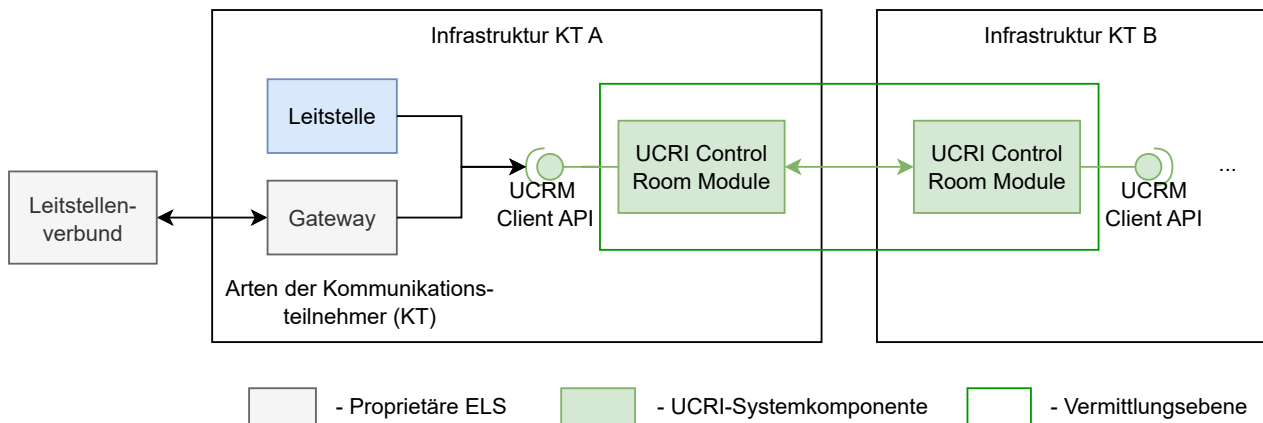 Infrastruktur KT A
Infrastruktur KT B
Leitstelle
UCRI Control
Room Module
UCRI Control
Room Module
UCRM
Client API
UCRM
Client API
...
Leitstellen-
verbund
Gateway
Arten der Kommunikations-
teilnehmer (KT)
- Proprietäre ELS
- UCRI-Systemkomponente
- Vermittlungsebene